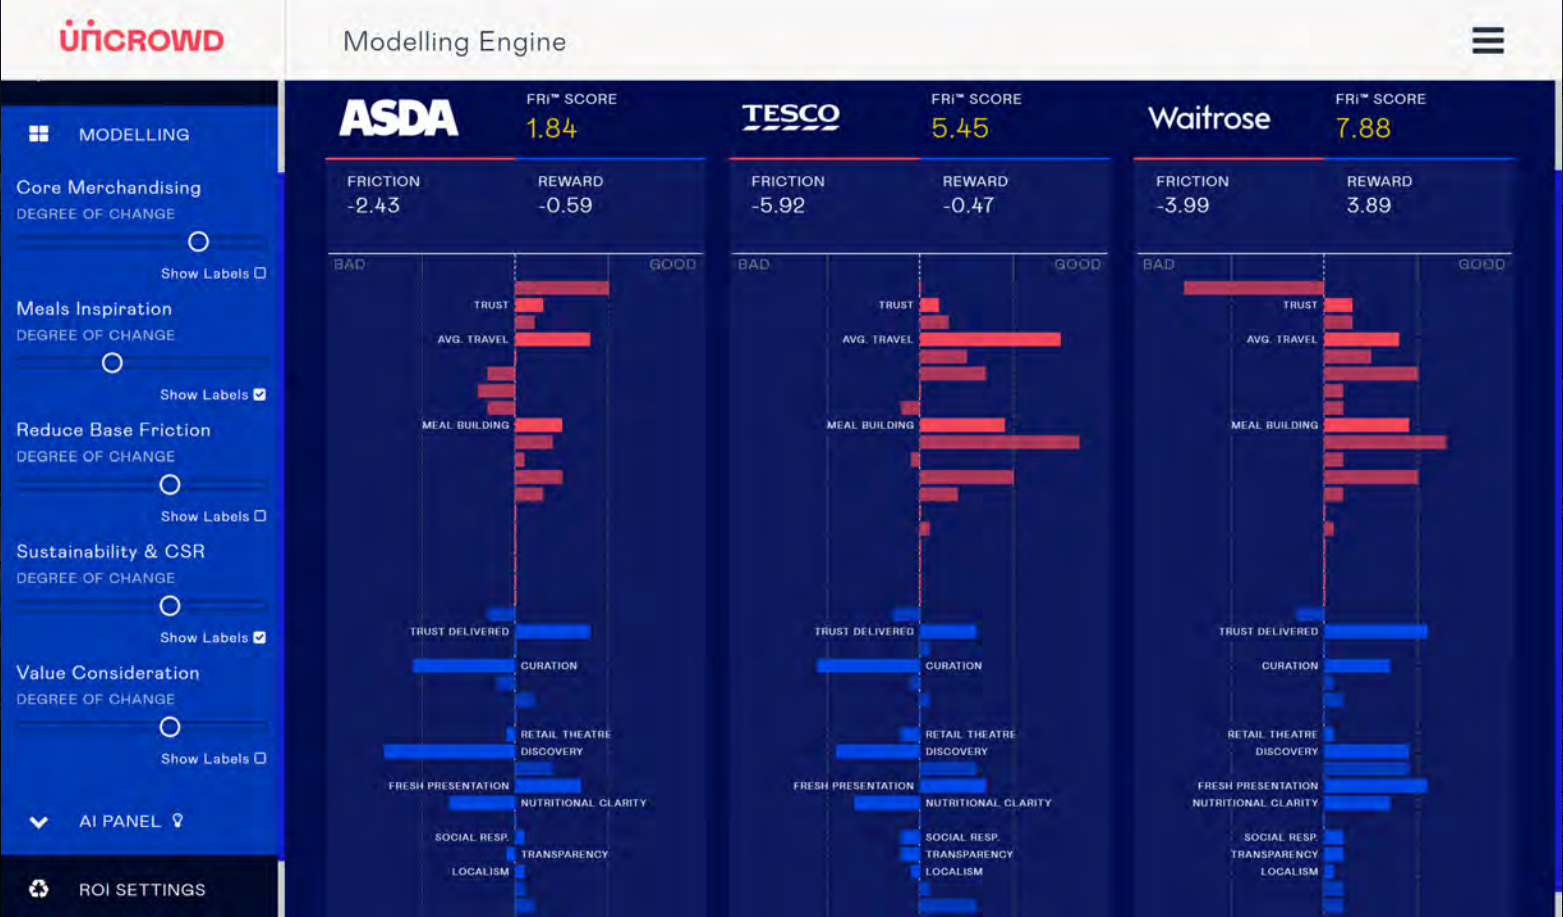 üńCROWD
Modelling Engine
MODELLING
Core Merchandising
DEGREE OF CHANGE
Show Labels
Meals Inspiration
DEGREE OF CHANGE
Show Labels
Reduce Base Friction
DEGREE OF CHANGE
Show Labels
Sustainability & CSR
DEGREE OF CHANGE
Show Labels
Value Consideration
DEGREE OF CHANGE
Show Labels
AI PANEL
ROI SETTINGS
ASDA
FRi™ SCORE
1.84
FRICTION
-2.43
REWARD
-0.59
BAD
GOOD
TRUST
AVG. TRAVEL
MEAL BUILDING
TRUST DELIVERED
CURATION
RETAIL THEATRE
DISCOVERY
FRESH PRESENTATION
NUTRITIONAL CLARITY
SOCIAL RESP.
TRANSPARENCY
LOCALISM
TESCO
FRi™ SCORE
5.45
FRICTION
-5.92
REWARD
-0.47
BAD
GOOD
TRUST
AVG. TRAVEL
MEAL BUILDING
TRUST DELIVERED
CURATION
RETAIL THEATRE
DISCOVERY
FRESH PRESENTATION
NUTRITIONAL CLARITY
SOCIAL RESP.
TRANSPARENCY
LOCALISM
Waitrose
FRi™ SCORE
7.88
FRICTION
-3.99
REWARD
3.89
BAD
GOOD
TRUST
AVG. TRAVEL
MEAL BUILDING
TRUST DELIVERED
CURATION
RETAIL THEATRE
DISCOVERY
FRESH PRESENTATION
NUTRITIONAL CLARITY
SOCIAL RESP.
TRANSPARENCY
LOCALISM